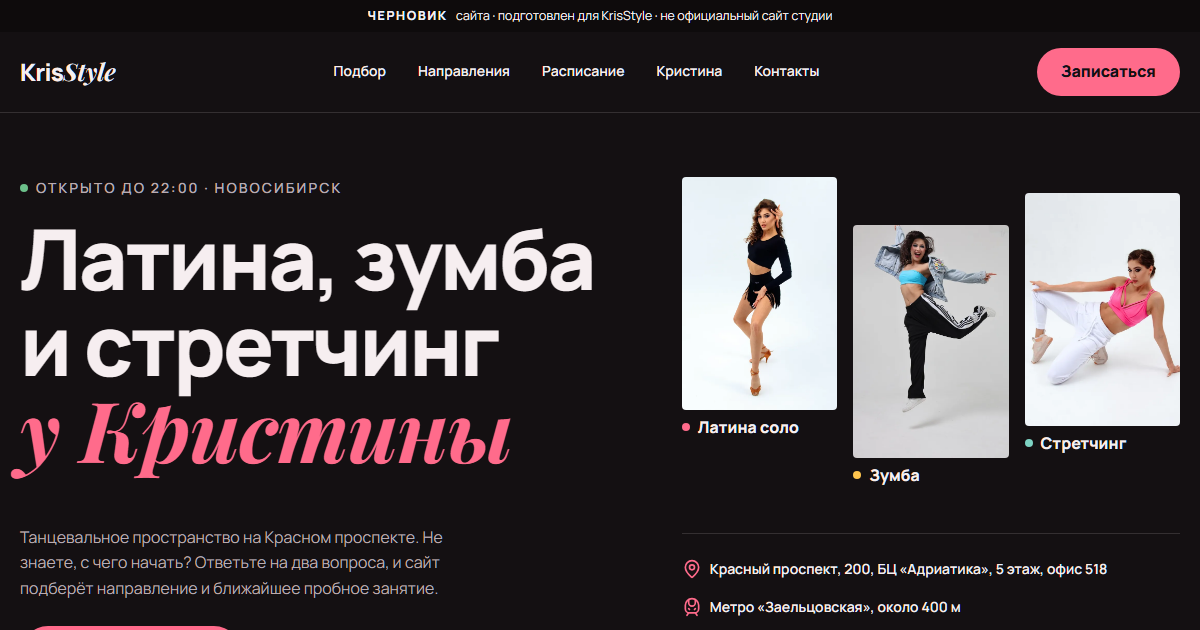 ЧЕРНОВИК сайта · подготовлен для KrisStyle · не официальный сайт студии
KrisStyle
Подбор
Направления
Расписание
Кристина
Контакты
Записаться
ОТКРЫТО ДО 22:00 · НОВОСИБИРСК
Латина, зумба
и стретчинг
у Кристины
Танцевальное пространство на Красном проспекте. Не
знаете, с чего начать? Ответьте на два вопроса, и сайт
подберёт направление и ближайшее пробное занятие.
Латина соло
Зумба
Стретчинг
Красный проспект, 200, БЦ «Адриатика», 5 этаж, офис 518
Метро «Заельцовская», около 400 м